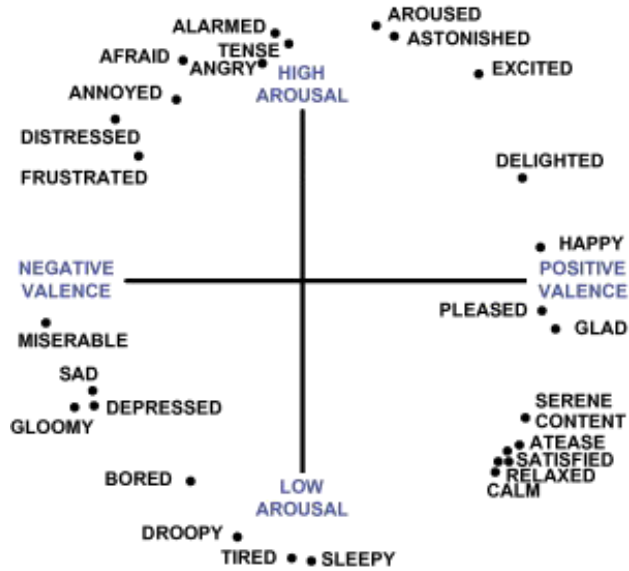 ALARMED
AROUSED
TENSE
ASTONISHED
AFRAID
ANGRY
HIGH
AROUSAL
EXCITED
ANNOYED
DISTRESSED
FRUSTRATED
DELIGHTED
HAPPY
NEGATIVE
VALENCE
POSITIVE
VALENCE
PLEASED
GLAD
MISERABLE
SAD
DEPRESSED
GLOOMY
SERENE
CONTENT
ATEASE
SATISFIED
RELAXED
CALM
BORED
LOW
AROUSAL
DROOPY
TIRED
SLEEPY